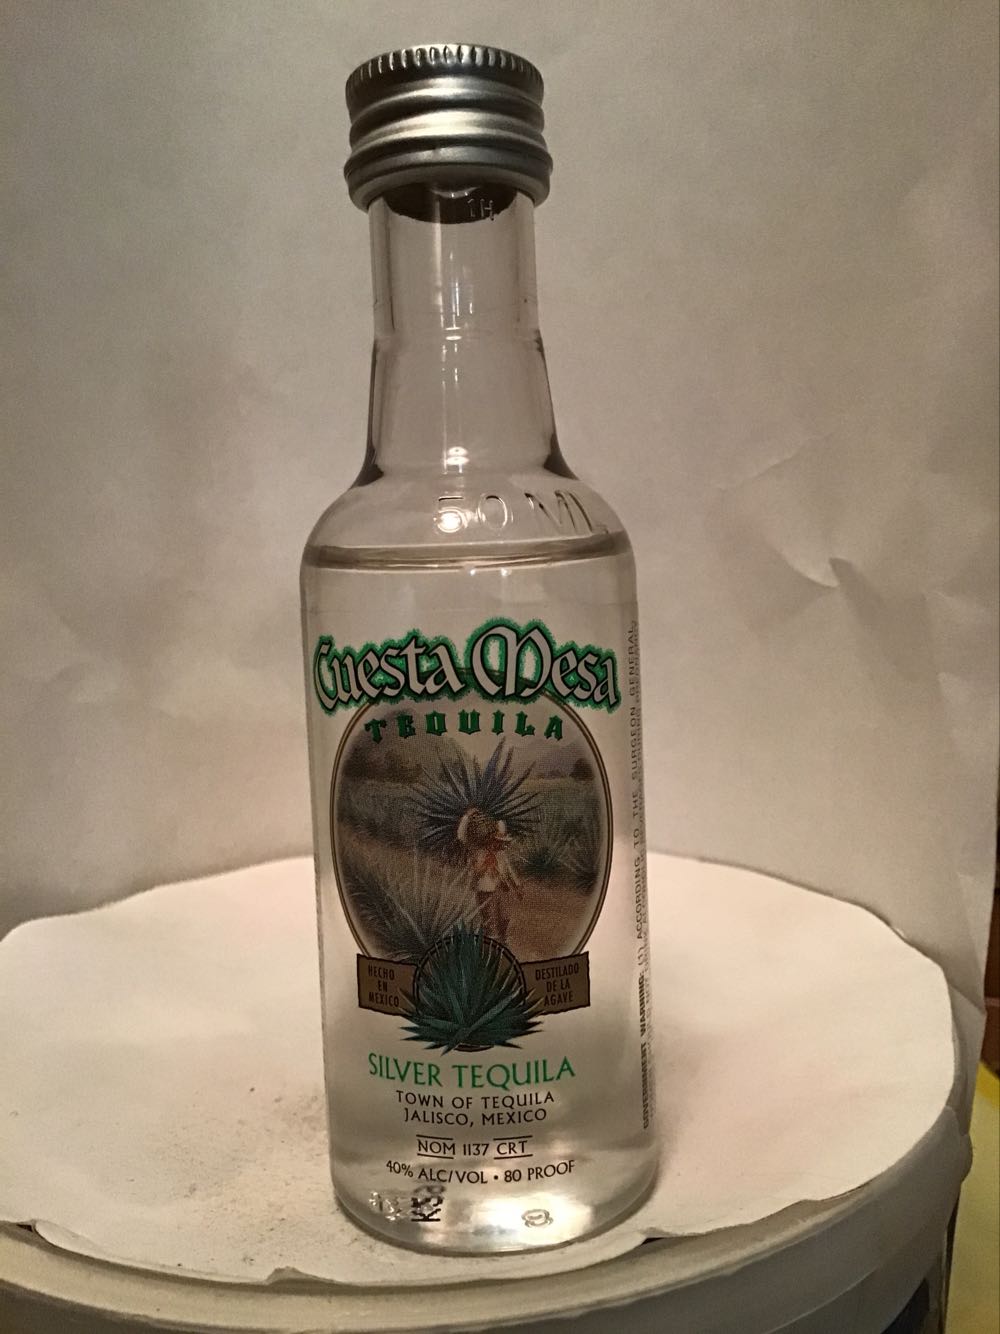 1H
50 ML
Cuesta Mesa
TEQUILA
HECHO
EN
MEXICO
DESTILADO
DE LA
AGAVE
SILVER TEQUILA
TOWN OF TEQUILA
JALISCO, MEXICO
NOM 1137 CRT
40% ALC/VOL • 80 PROOF
GOVERNMENT WARNING: (1) ACCORDING TO THE SURGEON GENERAL,